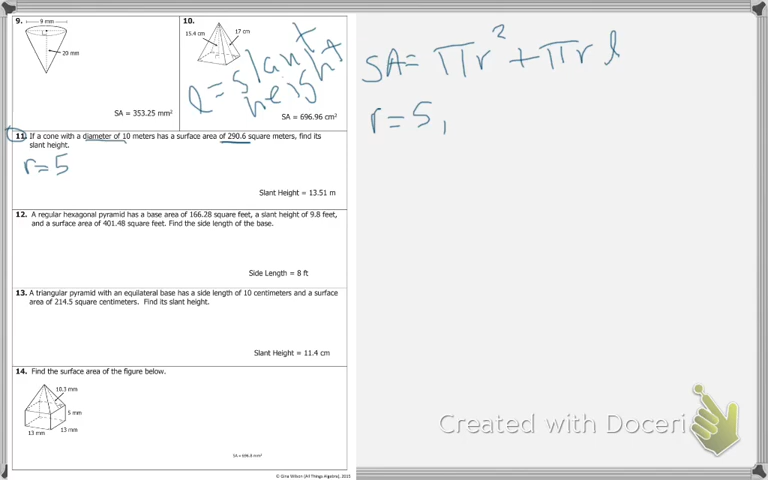 9.
9 mm
20 mm
SA = 353.25 mm²
10.
15.4 cm
17 cm
l = slant
height
SA = 696.96 cm²
11. If a cone with a diameter of 10 meters has a surface area of 290.6 square meters, find its
slant height.
r = 5
Slant Height = 13.51 m
12. A regular hexagonal pyramid has a base area of 166.28 square feet, a slant height of 9.8 feet,
and a surface area of 401.48 square feet. Find the side length of the base.
Side Length = 8 ft
13. A triangular pyramid with an equilateral base has a side length of 10 centimeters and a surface
area of 214.5 square centimeters. Find its slant height.
Slant Height = 11.4 cm
14. Find the surface area of the figure below.
10.3 mm
5 mm
13 mm
13 mm
© Gina Wilson (All Things Algebra), 2015
SA = πr² + πrl
r = 5,
Created with Doceri